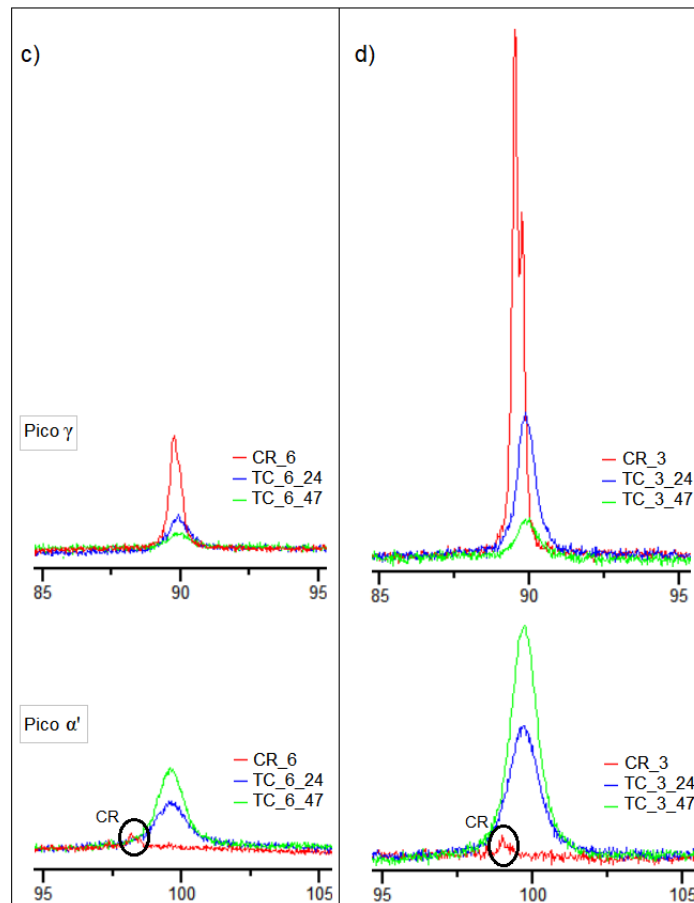 c)
Pico γ
CR_6
TC_6_24
TC_6_47
85 90 95
Pico α'
CR_6
TC_6_24
TC_6_47
CR
95 100 105
d)
CR_3
TC_3_24
TC_3_47
85 90 95
CR_3
TC_3_24
TC_3_47
CR
95 100 105